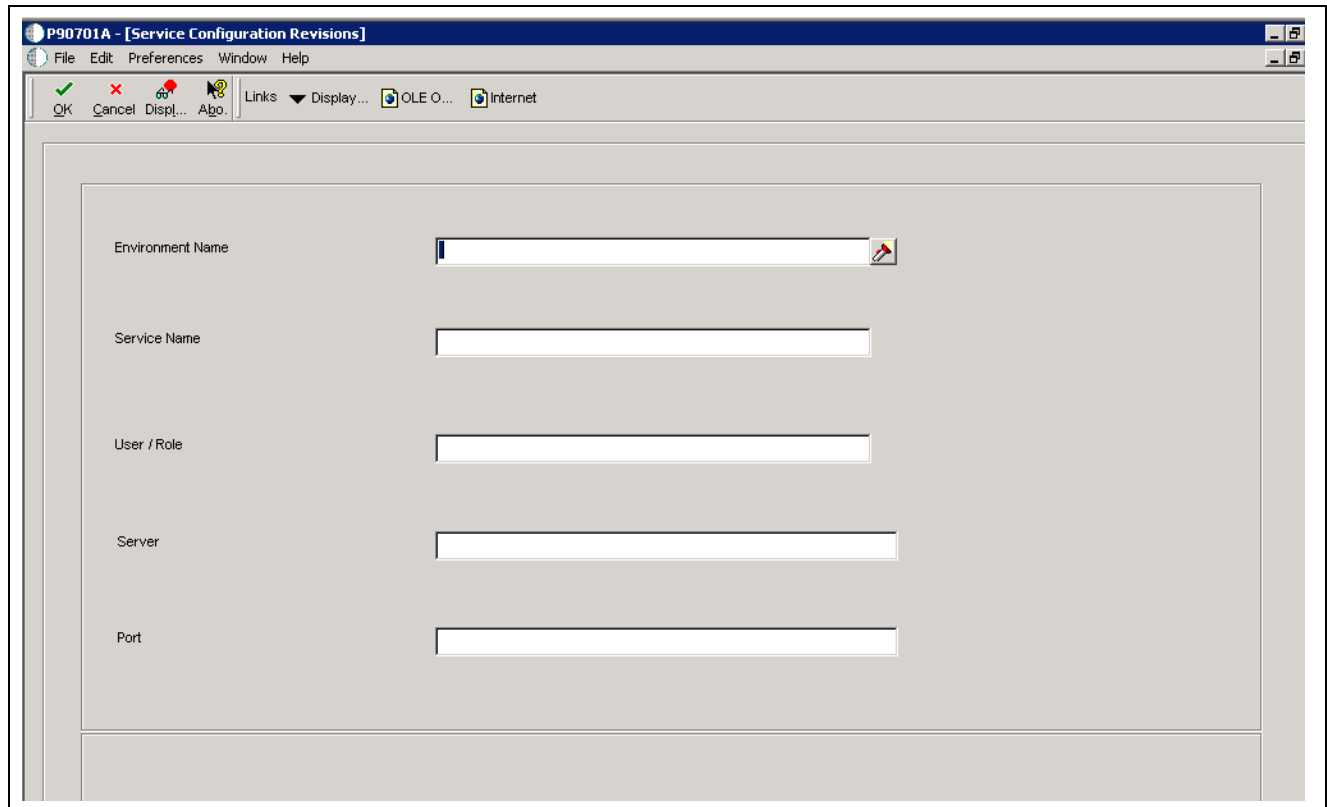 P90701A - [Service Configuration Revisions]
File Edit Preferences Window Help
OK Cancel Displ... Abo. Links Display... OLE O... Internet
Environment Name
Service Name
User / Role
Server
Port